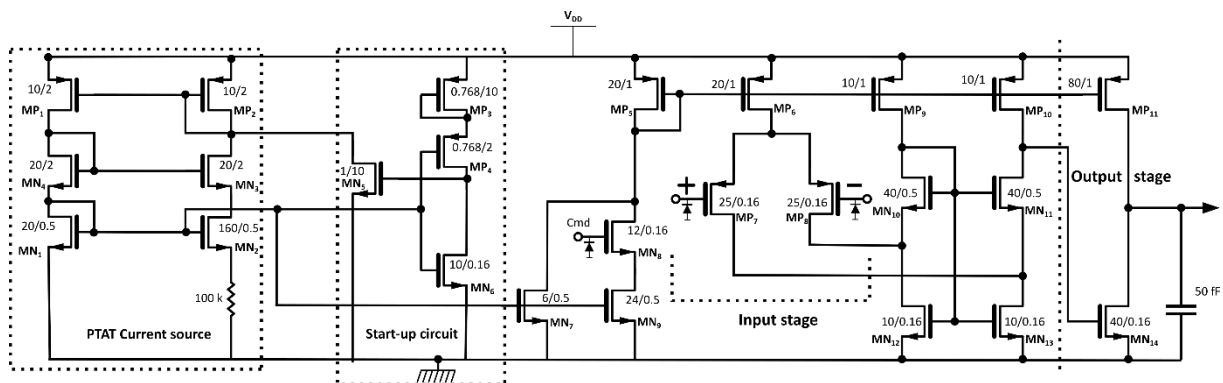 V_DD
10/2
MP₁
10/2
MP₂
20/2
MN₄
20/2
MN₃
20/0.5
MN₁
160/0.5
MN₂
100 k
PTAT Current source
0.768/10
MP₃
0.768/2
MP₄
1/10
MN₅
10/0.16
MN₆
Start-up circuit
20/1
MP₅
20/1
MP₆
Cmd
12/0.16
MN₈
6/0.5
MN₇
24/0.5
MN₉
+
25/0.16
MP₇
−
25/0.16
MP₈
Input stage
10/1
MP₉
10/1
MP₁₀
40/0.5
MN₁₀
40/0.5
MN₁₁
10/0.16
MN₁₂
10/0.16
MN₁₃
80/1
MP₁₁
Output stage
40/0.16
MN₁₄
50 fF